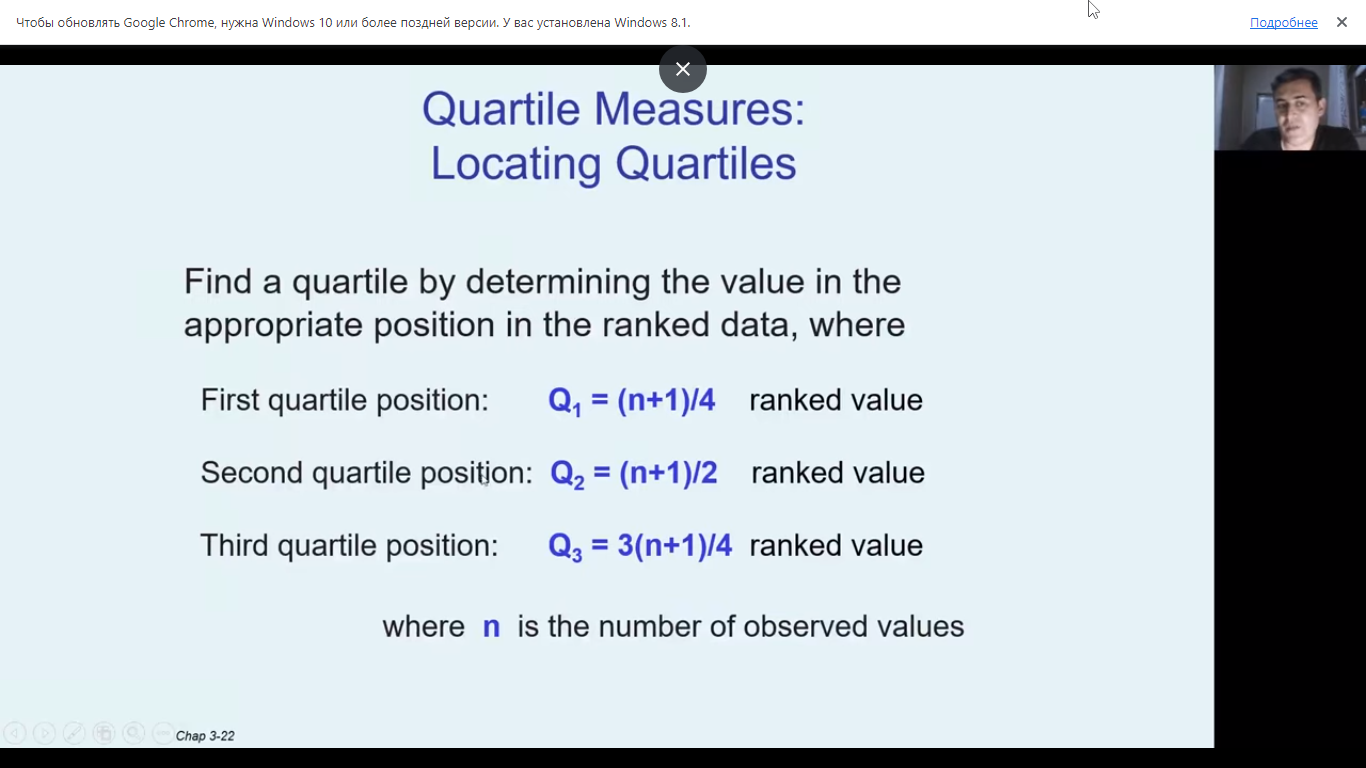 Чтобы обновлять Google Chrome, нужна Windows 10 или более поздней версии. У вас установлена Windows 8.1.
Подробнее
Quartile Measures:
Locating Quartiles
Find a quartile by determining the value in the
appropriate position in the ranked data, where
First quartile position: Q₁ = (n+1)/4 ranked value
Second quartile position: Q₂ = (n+1)/2 ranked value
Third quartile position: Q₃ = 3(n+1)/4 ranked value
where n is the number of observed values
Chap 3-22